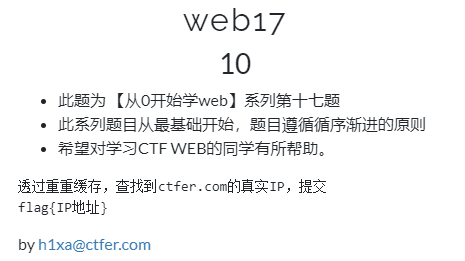 web17
10
此题为 【从0开始学web】系列第十七题
此系列题目从最基础开始，题目遵循循序渐进的原则
希望对学习CTF WEB的同学有所帮助。
透过重重缓存，查找到ctfer.com的真实IP，提交
flag{IP地址}
by h1xa@ctfer.com